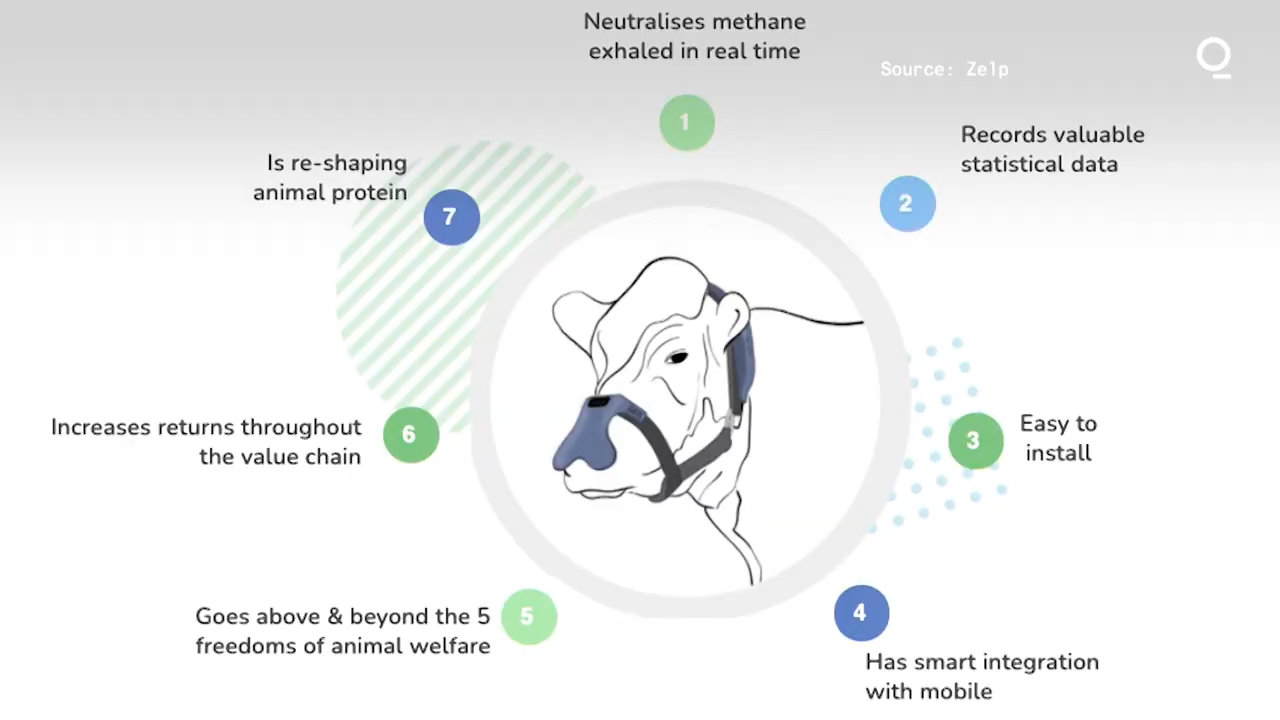 Neutralises methane
exhaled in real time
Source: Zelp
1
Records valuable
statistical data
2
Is re-shaping
animal protein
7
Easy to
install
3
Increases returns throughout
the value chain
6
Goes above & beyond the 5
freedoms of animal welfare
5
4
Has smart integration
with mobile